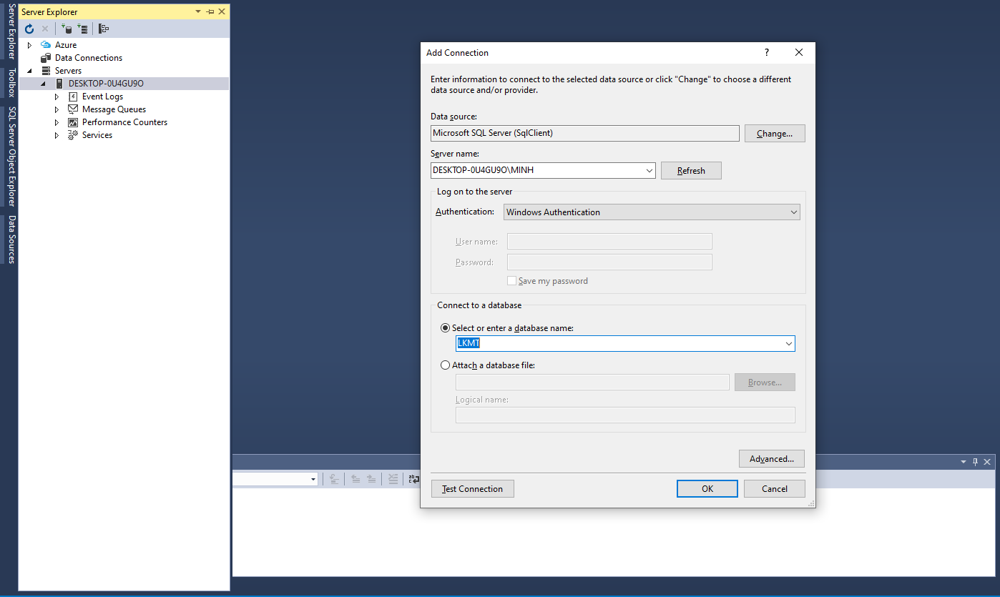 Server Explorer
Toolbox
SQL Server Object Explorer
Data Sources
Server Explorer
Azure
Data Connections
Servers
DESKTOP-0U4GU9O
Event Logs
Message Queues
Performance Counters
Services
Add Connection
?
Enter information to connect to the selected data source or click "Change" to choose a different
data source and/or provider.
Data source:
Microsoft SQL Server (SqlClient)
Change...
Server name:
DESKTOP-0U4GU9O\MINH
Refresh
Log on to the server
Authentication:
Windows Authentication
User name:
Password:
Save my password
Connect to a database
Select or enter a database name:
LKMT
Attach a database file:
Browse...
Logical name:
Advanced...
Test Connection
OK
Cancel